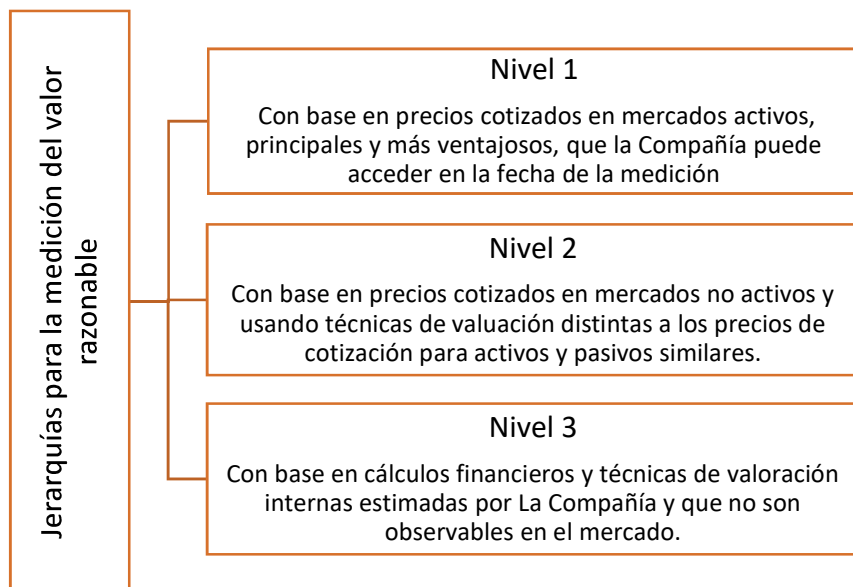 Jerarquías para la medición del valor
razonable
Nivel 1
Con base en precios cotizados en mercados activos,
principales y más ventajosos, que la Compañía puede
acceder en la fecha de la medición
Nivel 2
Con base en precios cotizados en mercados no activos y
usando técnicas de valuación distintas a los precios de
cotización para activos y pasivos similares.
Nivel 3
Con base en cálculos financieros y técnicas de valoración
internas estimadas por La Compañía y que no son
observables en el mercado.